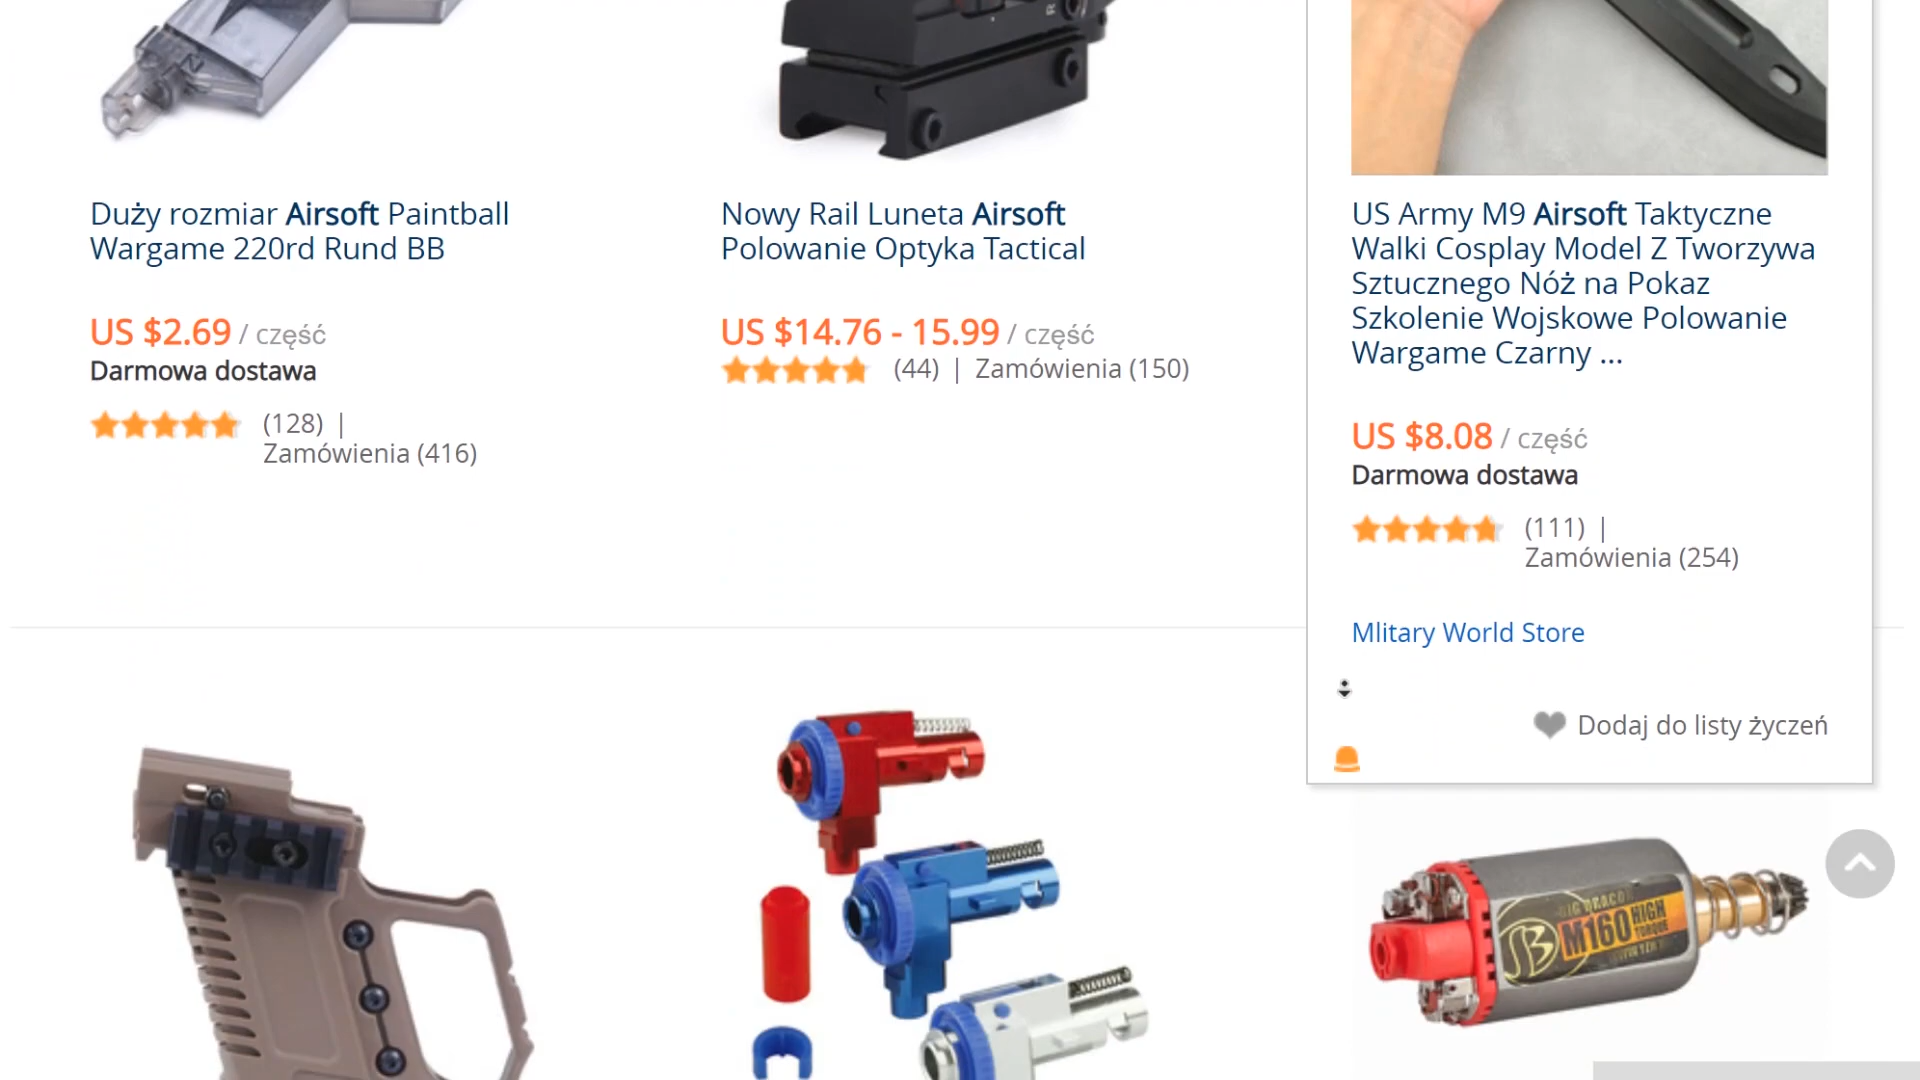 Duży rozmiar Airsoft Paintball
Wargame 220rd Rund BB
US $2.69 / część
Darmowa dostawa
(128) |
Zamówienia (416)
R
Nowy Rail Luneta Airsoft
Polowanie Optyka Tactical
US $14.76 - 15.99 / część
(44) | Zamówienia (150)
US Army M9 Airsoft Taktyczne
Walki Cosplay Model Z Tworzywa
Sztucznego Nóż na Pokaz
Szkolenie Wojskowe Polowanie
Wargame Czarny ...
US $8.08 / część
Darmowa dostawa
(111) |
Zamówienia (254)
Mlitary World Store
Dodaj do listy życzeń
M160 HIGH
TORQUE